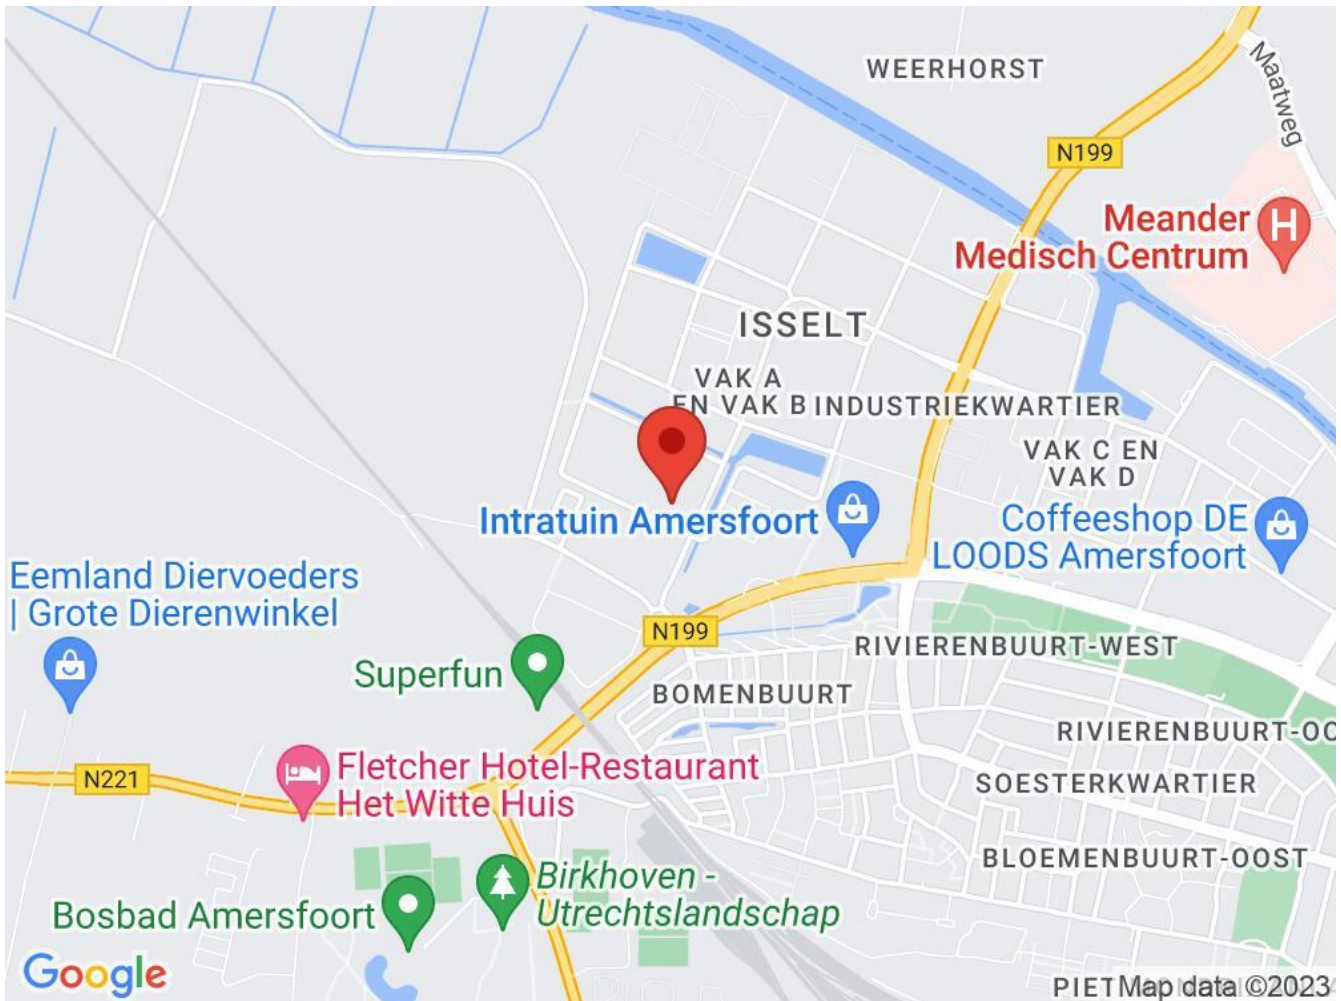 WEERHORST
Maatweg
N199
Meander
Medisch Centrum
H
ISSELT
VAK A
EN VAK B
INDUSTRIEKWARTIER
VAK C EN
VAK D
Intratuin Amersfoort
Coffeeshop DE
LOODS Amersfoort
Eemland Diervoeders
| Grote Dierenwinkel
N199
RIVIERENBUURT-WEST
Superfun
BOMENBUURT
RIVIERENBUURT-OO
N221
Fletcher Hotel-Restaurant
Het Witte Huis
SOESTERKWARTIER
BLOEMENBUURT-OOST
Birkhoven -
Utrechtslandschap
Bosbad Amersfoort
Google
Map data ©2023